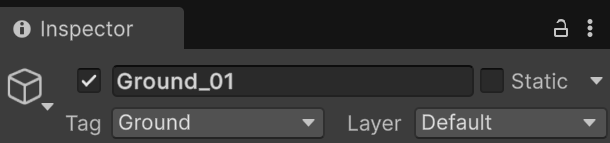 Inspector
Ground_01 Static
Tag Ground Layer Default